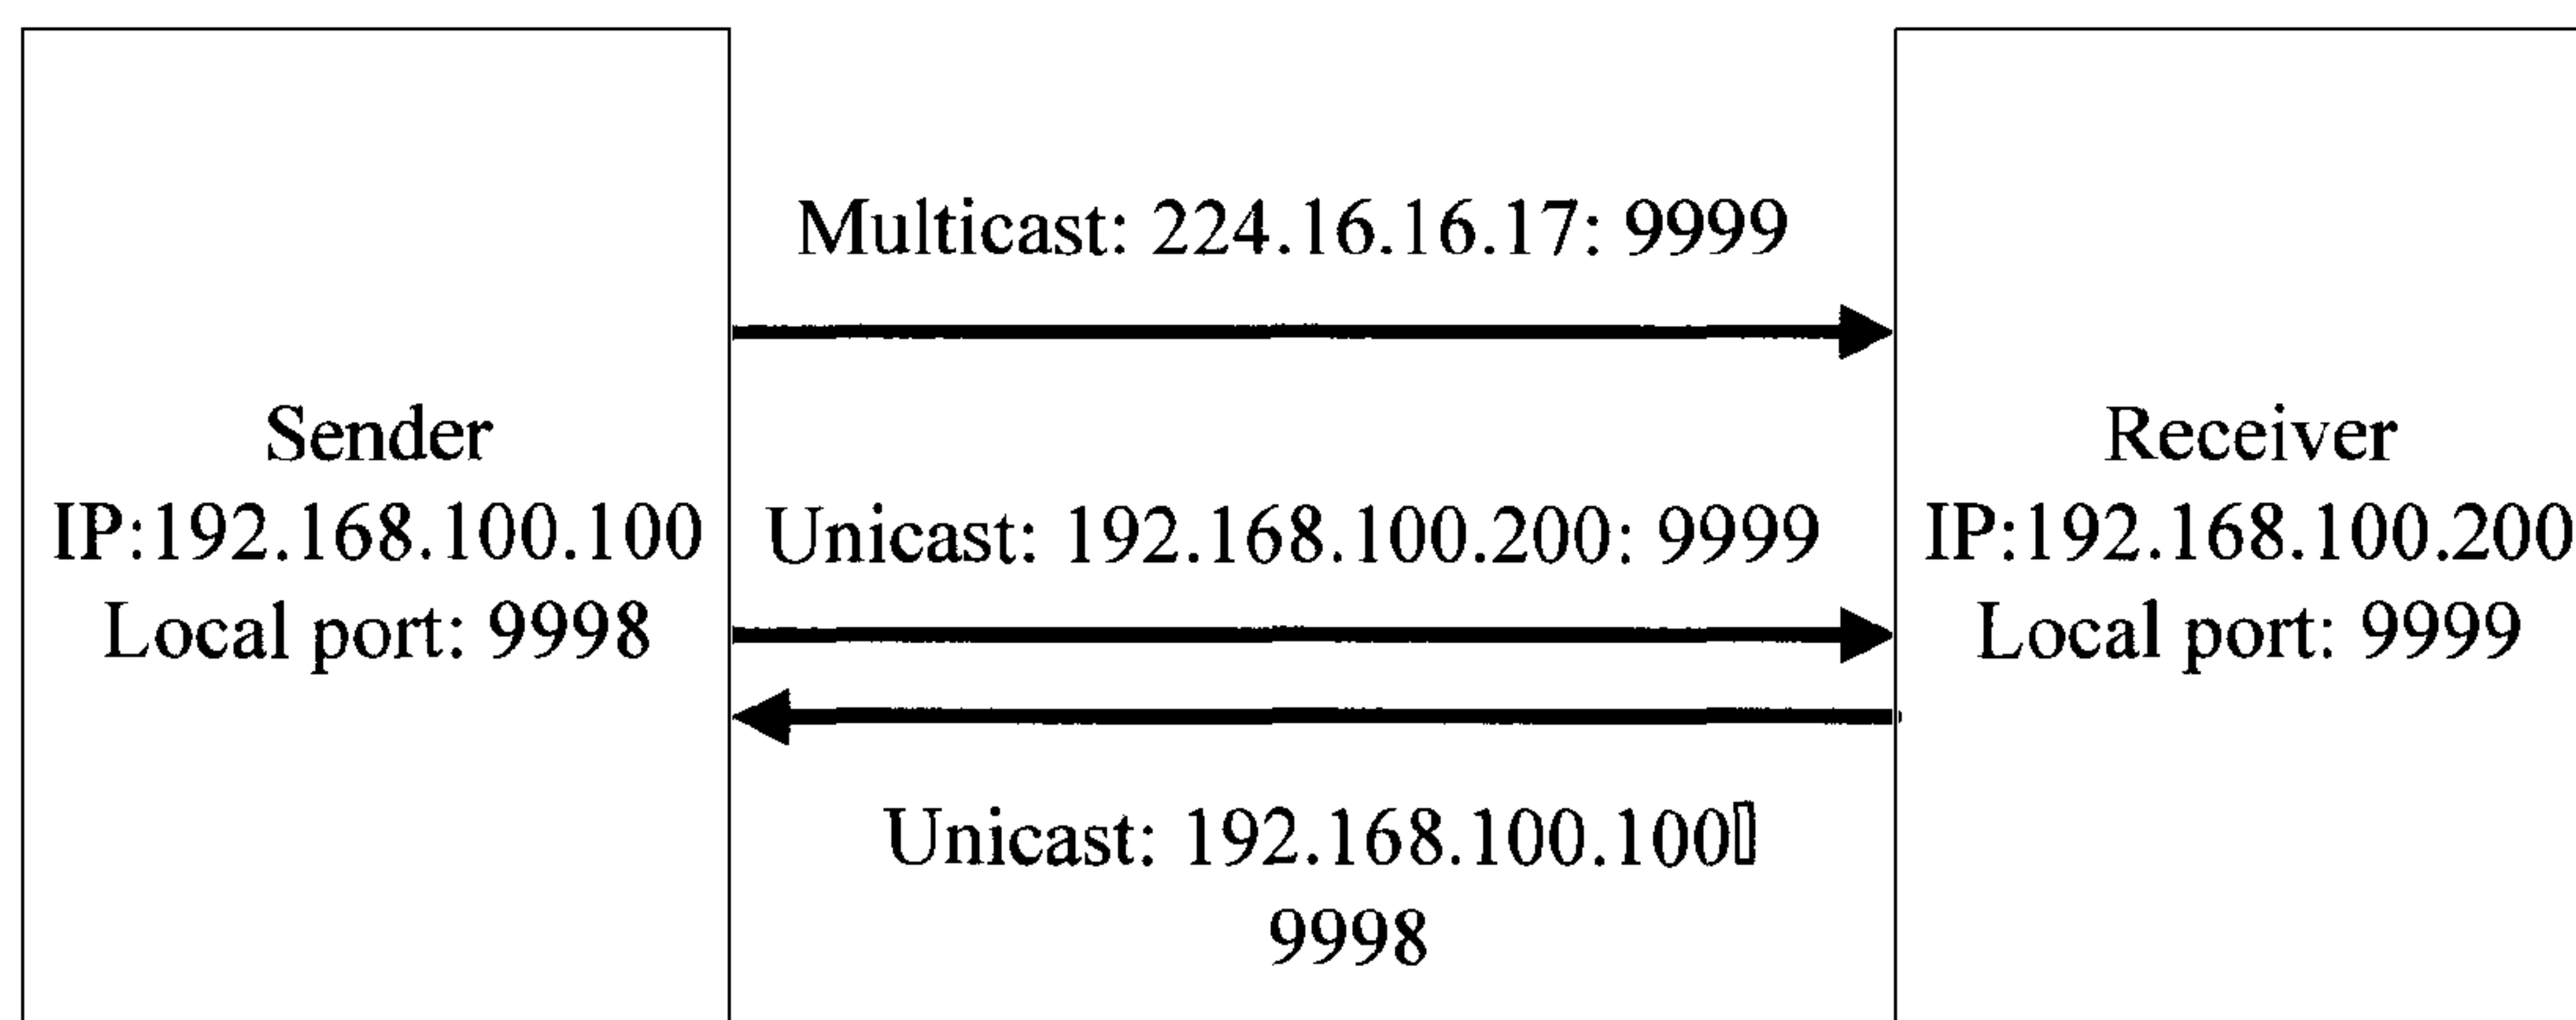 Multicast: 224.16.16.17: 9999
Sender
IP:192.168.100.100
Local port: 9998
Unicast: 192.168.100.200: 9999
Receiver
IP:192.168.100.200
Local port: 9999
Unicast: 192.168.100.100▯
9998